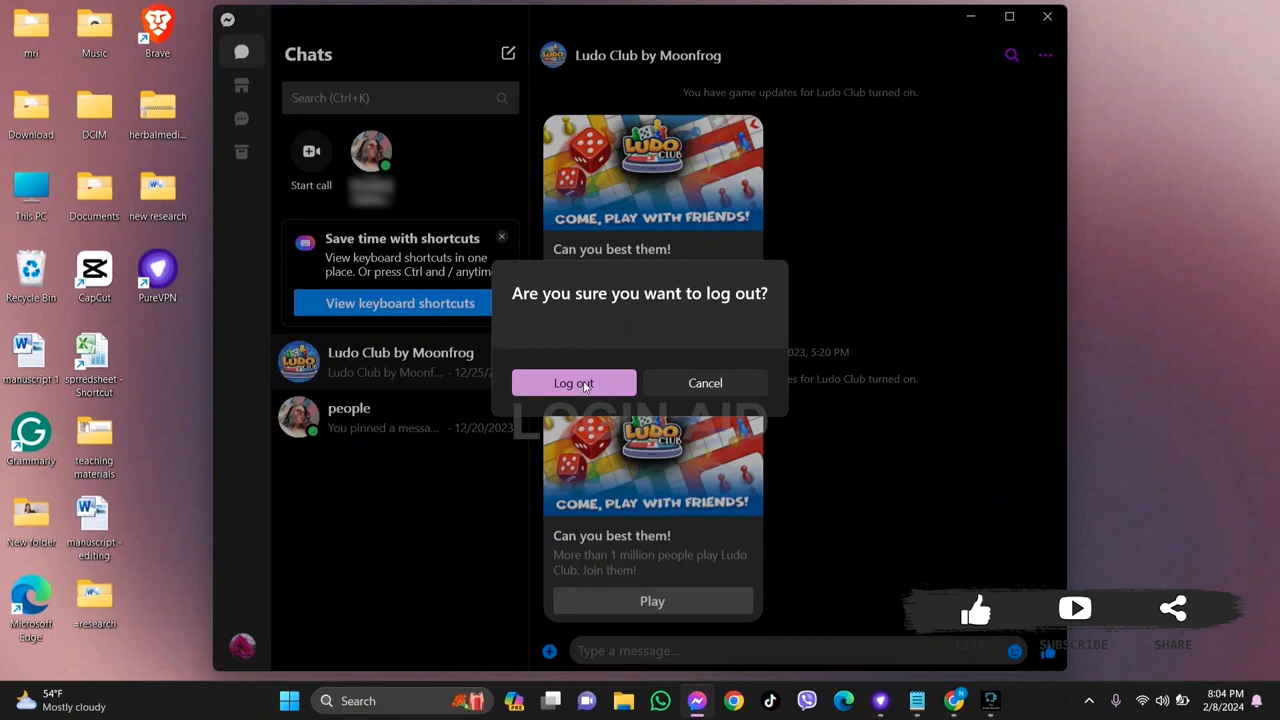 mri
Music
Brave
Download
DCIM
herbalmedi...
This PC
Documents
new research
Recycle Bin
CapCut
PureVPN
manuscript 1
sprredsheet - Shortcut
Grammarly
teaching
materials
New folder
manuscript -
editing
Microsoft
Edge
=research
Chats
Search (Ctrl+K)
Start call
Save time with shortcuts
View keyboard shortcuts in one
place. Or press Ctrl and / anytim
View keyboard shortcuts
Ludo Club by Moonfrog
Ludo Club by Moonf... · 12/25/
people
You pinned a messa... · 12/20/2023
Ludo Club by Moonfrog
You have game updates for Ludo Club turned on.
LUDO
CLUB
COME, PLAY WITH FRIENDS!
Can you best them!
Are you sure you want to log out?
Log out
Cancel
2023, 5:20 PM
es for Ludo Club turned on.
LOGIN AID
LUDO
CLUB
COME, PLAY WITH FRIENDS!
Can you best them!
More than 1 million people play Ludo
Club. Join them!
Play
Type a message...
LIKE
SUBSCRIBE
SHARE
54°F
Mostly cloudy
Search
8:04 PM
2/8/2024